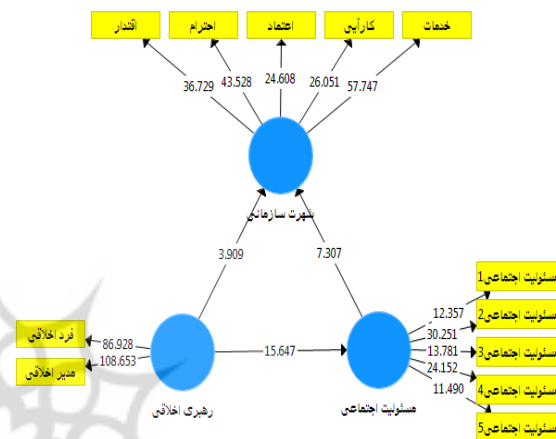 اقتدار
احترام
اعتماد
کارآیی
خدمات
36.729
43.528
24.608
26.051
57.747
شهرت سازمانی
3.909
7.307
مسئولیت اجتماعی1
مسئولیت اجتماعی2
مسئولیت اجتماعی3
مسئولیت اجتماعی4
مسئولیت اجتماعی5
12.357
30.251
13.781
24.152
11.490
فرد اخلاقی
مدیر اخلاقی
86.928
108.653
15.647
رهبری اخلاقی
مسئولیت اجتماعی